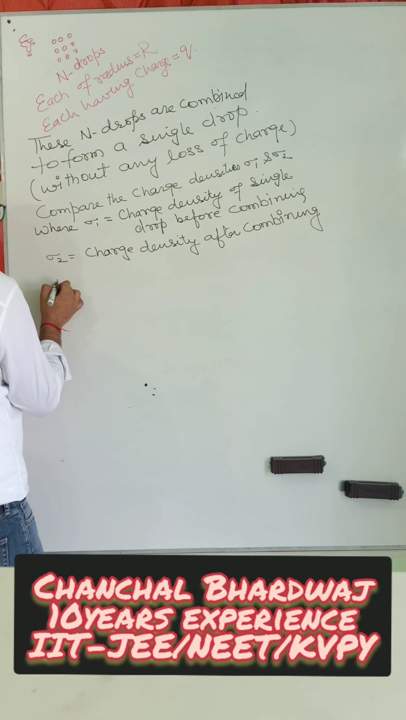 Eg
N-drops
Each of radius = R
Each having charge = q.
These N-drops are combined
to form a single drop.
(without any loss of charge)
Compare the charge densities σ₁ & σ₂
where σ₁ = charge density of single
drop before combining
σ₂ = charge density after combining
CHANCHAL BHARDWAJ
10YEARS EXPERIENCE
IIT-JEE/NEET/KVPY